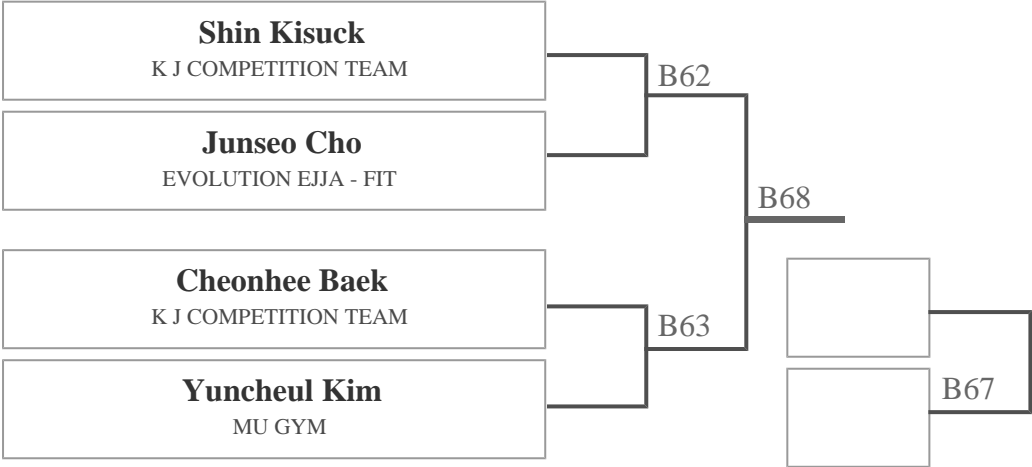 Shin Kisuck
K J COMPETITION TEAM
B62
Junseo Cho
EVOLUTION EJJA - FIT
B68
Cheonhee Baek
K J COMPETITION TEAM
B63
Yuncheul Kim
MU GYM
B67